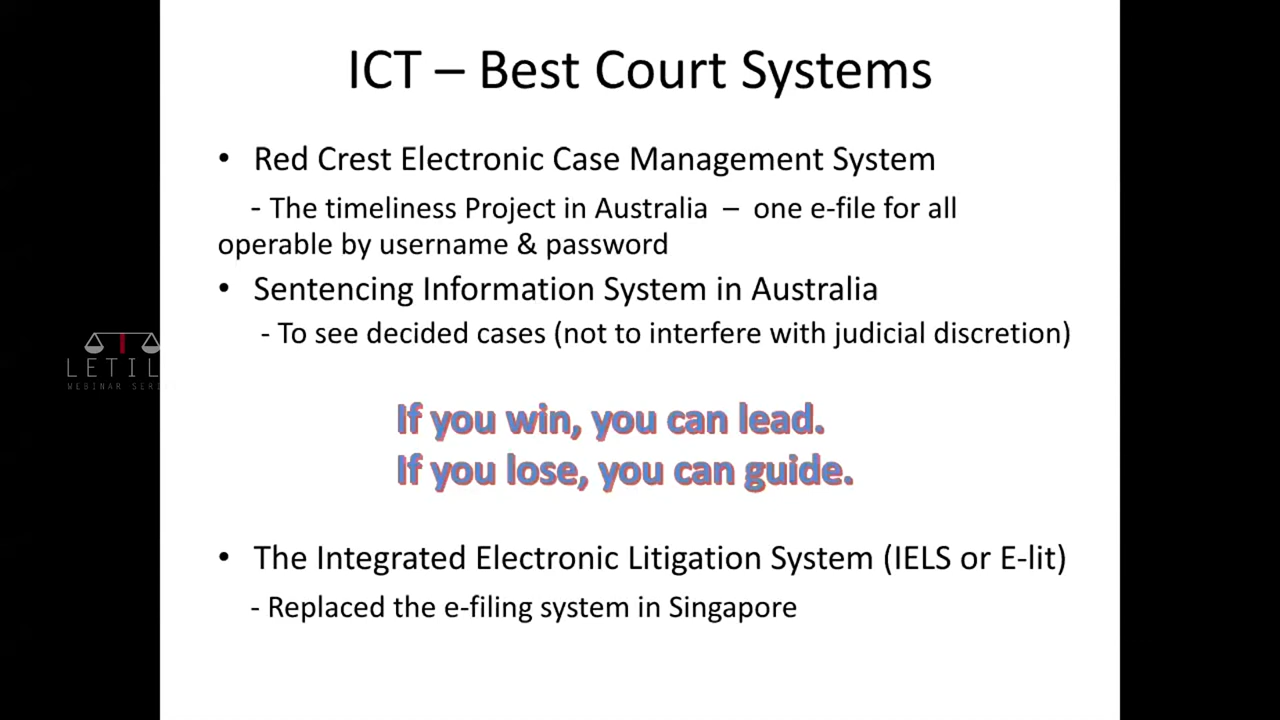 ICT – Best Court Systems
• Red Crest Electronic Case Management System
- The timeliness Project in Australia – one e-file for all
operable by username & password
• Sentencing Information System in Australia
- To see decided cases (not to interfere with judicial discretion)
LETIL
WEBINAR SER
If you win, you can lead.
If you lose, you can guide.
• The Integrated Electronic Litigation System (IELS or E-lit)
- Replaced the e-filing system in Singapore